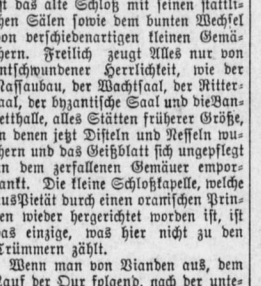 st das alte Schloß mit seinen stattli-
chen Sälen sowie dem bunten Wechsel
von verschiedenartigen kleinen Gemä-
chern. Freilich zeugt Alles nur von
entschwundener Herrlichkeit, wie der
Nassaubau, der Wachtsaal, der Ritter-
saal, der byzantische Saal und die Ban-
ketthalle, alles Stätten früherer Größe,
in denen jetzt Disteln und Nesseln wu-
chern und das Geißblatt sich ungepflegt
an dem zerfallenen Gemäuer empor-
rankt. Die kleine Schloßkapelle, welche
aus Pietät durch einen oranischen Prin-
zen wieder hergerichtet worden ist, ist
das einzige, was hier nicht zu den
Trümmern zählt.
Wenn man von Vianden aus, dem
Lauf der Our folgend, nach der unte-